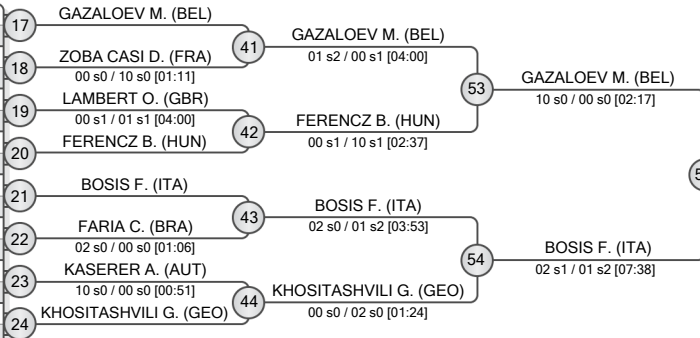 17
GAZALOEV M. (BEL)
18
ZOBA CASI D. (FRA)
00 s0 / 10 s0 [01:11]
41
GAZALOEV M. (BEL)
01 s2 / 00 s1 [04:00]
19
LAMBERT O. (GBR)
00 s1 / 01 s1 [04:00]
20
FERENCZ B. (HUN)
42
FERENCZ B. (HUN)
00 s1 / 10 s1 [02:37]
53
GAZALOEV M. (BEL)
10 s0 / 00 s0 [02:17]
21
BOSIS F. (ITA)
22
FARIA C. (BRA)
02 s0 / 00 s0 [01:06]
43
BOSIS F. (ITA)
02 s0 / 01 s2 [03:53]
23
KASERER A. (AUT)
10 s0 / 00 s0 [00:51]
24
KHOSITASHVILI G. (GEO)
44
KHOSITASHVILI G. (GEO)
00 s0 / 02 s0 [01:24]
54
BOSIS F. (ITA)
02 s1 / 01 s2 [07:38]